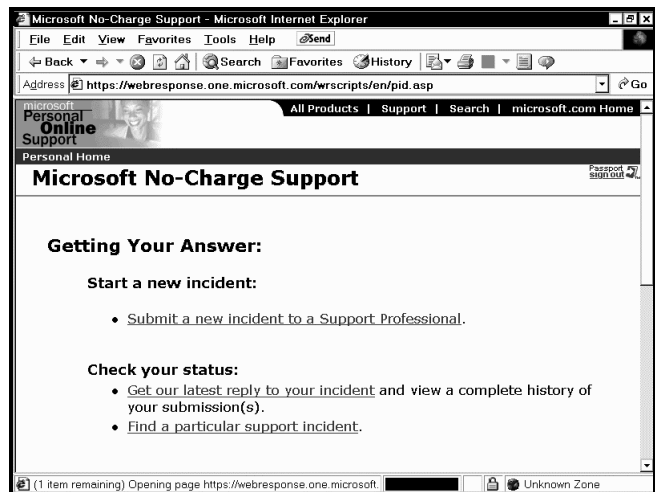 Microsoft No-Charge Support - Microsoft Internet Explorer
File Edit View Favorites Tools Help Send
Back Search Favorites History
Address https://webresponse.one.microsoft.com/wrscripts/en/pid.asp Go
All Products | Support | Search | microsoft.com Home
microsoft
Personal
Online
Support
Personal Home
Microsoft No-Charge Support
Passport
sign out
Getting Your Answer:
Start a new incident:
• Submit a new incident to a Support Professional.
Check your status:
• Get our latest reply to your incident and view a complete history of
your submission(s).
• Find a particular support incident.
(1 item remaining) Opening page https://webresponse.one.microsoft. Unknown Zone